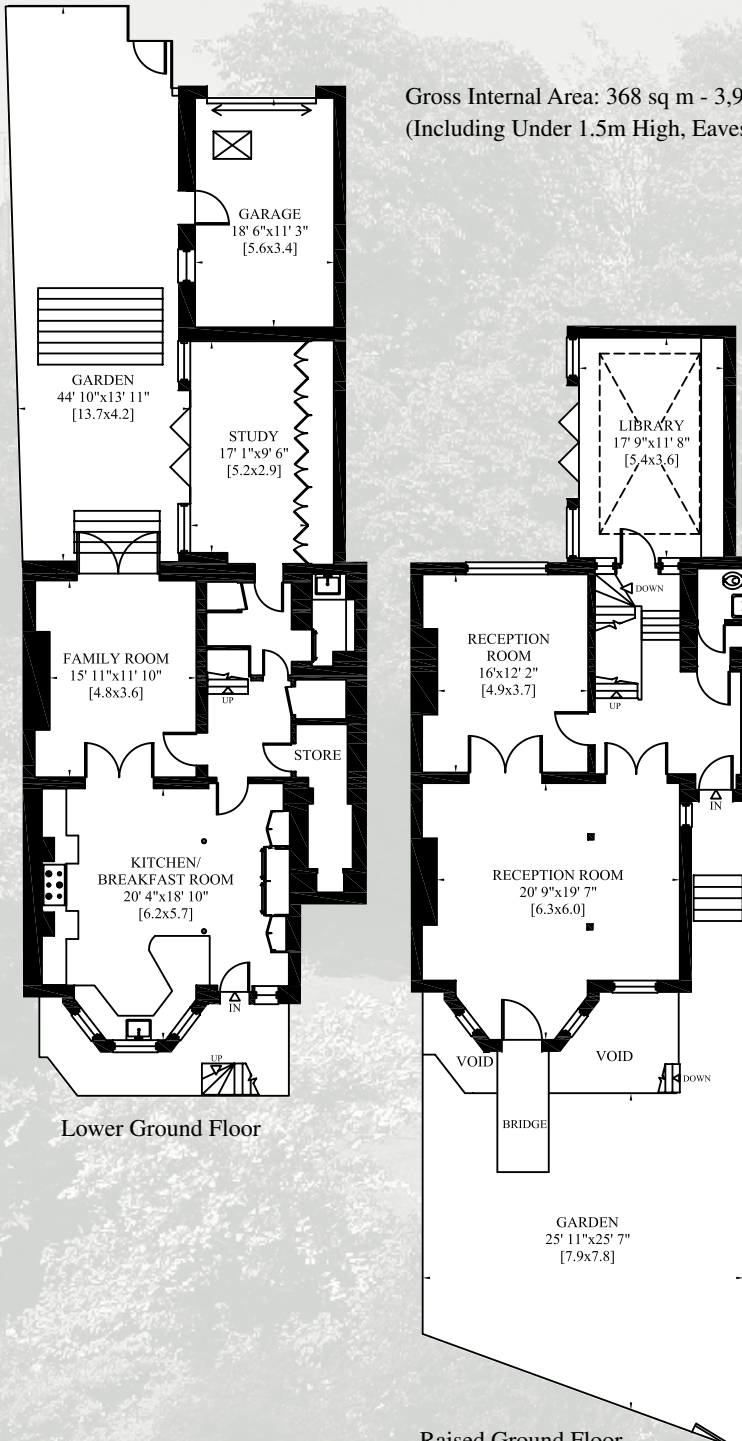 Gross Internal Area: 368 sq m - 3,9
(Including Under 1.5m High, Eaves
GARAGE
18' 6"x11' 3"
[5.6x3.4]
GARDEN
44' 10"x13' 11"
[13.7x4.2]
STUDY
17' 1"x9' 6"
[5.2x2.9]
FAMILY ROOM
15' 11"x11' 10"
[4.8x3.6]
UP
STORE
KITCHEN/
BREAKFAST ROOM
20' 4"x18' 10"
[6.2x5.7]
IN
UP
Lower Ground Floor
LIBRARY
17' 9"x11' 8"
[5.4x3.6]
DOWN
RECEPTION
ROOM
16'x12' 2"
[4.9x3.7]
UP
IN
RECEPTION ROOM
20' 9"x19' 7"
[6.3x6.0]
VOID
VOID
DOWN
BRIDGE
GARDEN
25' 11"x25' 7"
[7.9x7.8]
Raised Ground Floor